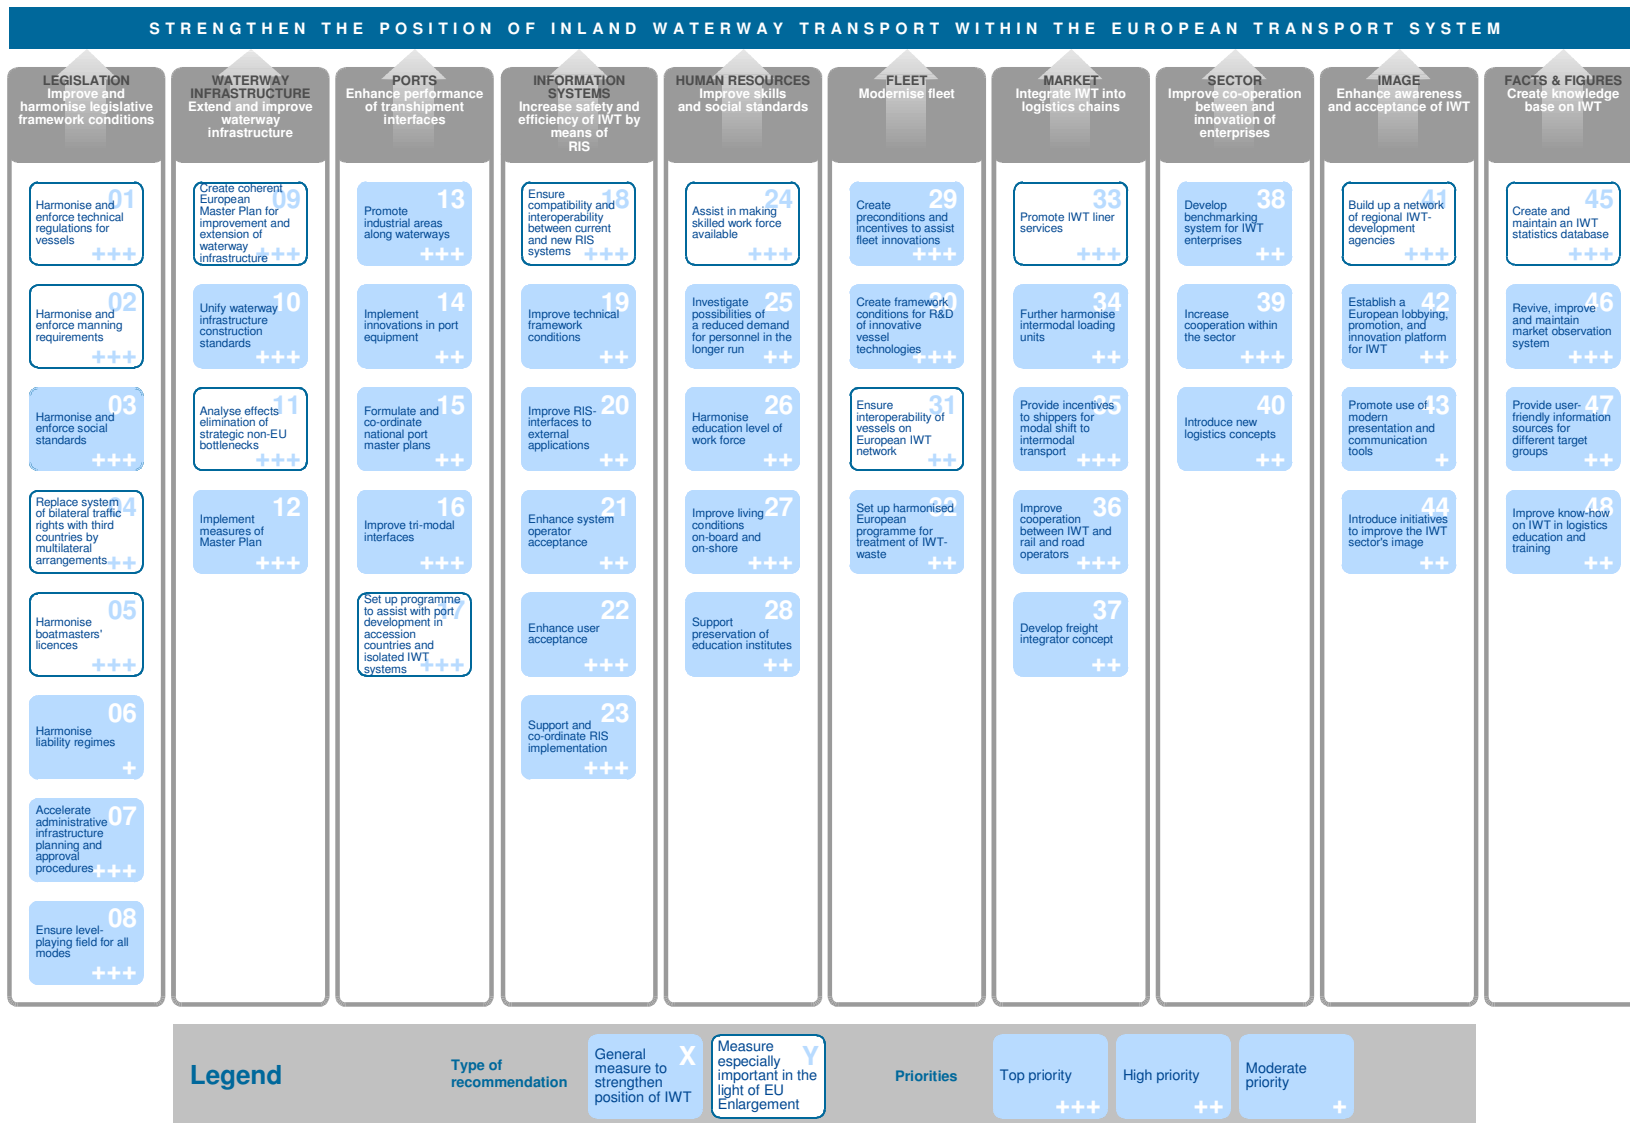 STRENGTHEN THE POSITION OF INLAND WATERWAY TRANSPORT WITHIN THE EUROPEAN TRANSPORT SYSTEM
LEGISLATION
Improve and
harmonise legislative
framework conditions
WATERWAY
INFRASTRUCTURE
Extend and improve
waterway
infrastructure
PORTS
Enhance performance
of transhipment
interfaces
INFORMATION
SYSTEMS
Increase safety and
efficiency of IWT by
means of
RIS
HUMAN RESOURCES
Improve skills
and social standards
FLEET
Modernise fleet
MARKET
Integrate IWT into
logistics chains
SECTOR
Improve co-operation
between and
innovation of
enterprises
IMAGE
Enhance awareness
and acceptance of IWT
FACTS & FIGURES
Create knowledge
base on IWT
01
Harmonise and
enforce technical
regulations for
vessels
+++
02
Harmonise and
enforce manning
requirements
+++
03
Harmonise and
enforce social
standards
+++
04
Replace system
of bilateral traffic
rights with third
countries by
multilateral
arrangements
++
05
Harmonise
boatmasters'
licences
+++
06
Harmonise
liability regimes
+
07
Accelerate
administrative
infrastructure
planning and
approval
procedures
+++
08
Ensure level-
playing field for all
modes
+++
09
Create coherent
European
Master Plan for
improvement and
extension of
waterway
infrastructure
+++
10
Unify waterway
infrastructure
construction
standards
+++
11
Analyse effects
elimination of
strategic non-EU
bottlenecks
+++
12
Implement
measures of
Master Plan
+++
13
Promote
industrial areas
along waterways
+++
14
Implement
innovations in port
equipment
++
15
Formulate and
co-ordinate
national port
master plans
++
16
Improve tri-modal
interfaces
+++
17
Set up programme
to assist with port
development in
accession
countries and
isolated IWT
systems
+++
18
Ensure
compatibility and
interoperability
between current
and new RIS
systems
+++
19
Improve technical
framework
conditions
++
20
Improve RIS-
interfaces to
external
applications
++
21
Enhance system
operator
acceptance
++
22
Enhance user
acceptance
+++
23
Support and
co-ordinate RIS
implementation
+++
24
Assist in making
skilled work force
available
+++
25
Investigate
possibilities of
a reduced demand
for personnel in the
longer run
++
26
Harmonise
education level of
work force
++
27
Improve living
conditions
on-board and
on-shore
+++
28
Support
preservation of
education institutes
++
29
Create
preconditions and
incentives to assist
fleet innovations
+++
30
Create framework
conditions for R&D
of innovative
vessel
technologies
+++
31
Ensure
interoperability of
vessels on
European IWT
network
++
32
Set up harmonised
European
programme for
treatment of IWT-
waste
++
33
Promote IWT liner
services
+++
34
Further harmonise
intermodal loading
units
++
35
Provide incentives
to shippers for
modal shift to
intermodal
transport
+++
36
Improve
cooperation
between IWT and
rail and road
operators
+++
37
Develop freight
integrator concept
++
38
Develop
benchmarking
system for IWT
enterprises
++
39
Increase
cooperation within
the sector
+++
40
Introduce new
logistics concepts
++
41
Build up a network
of regional IWT-
development
agencies
+++
42
Establish a
European lobbying,
promotion, and
innovation platform
for IWT
++
43
Promote use of
modern
presentation and
communication
tools
+
44
Introduce initiatives
to improve the IWT
sector's image
++
45
Create and
maintain an IWT
statistics database
+++
46
Revive, improve
and maintain
market observation
system
+++
47
Provide user-
friendly information
sources for
different target
groups
++
48
Improve know-how
on IWT in logistics
education and
training
++
Legend
Type of
recommendation
X
General
measure to
strengthen
position of IWT
Y
Measure
especially
important in the
light of EU
Enlargement
Priorities
Top priority
+++
High priority
++
Moderate
priority
+